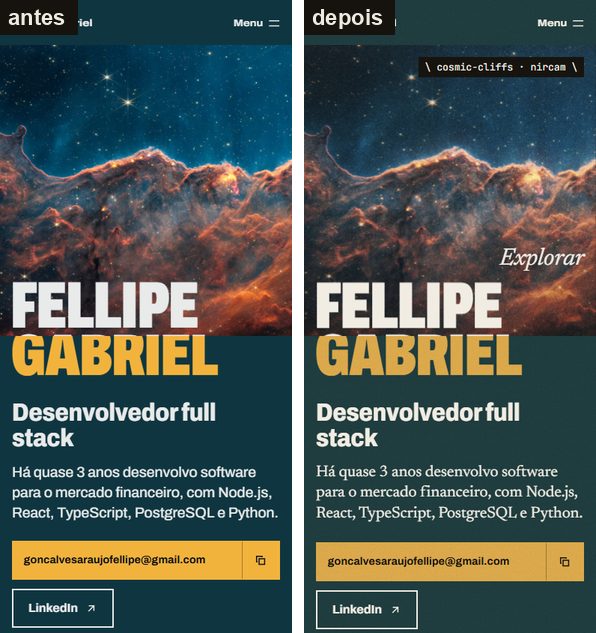 antes
riel
Menu
FELLIPE
GABRIEL
Desenvolvedor full
stack
Há quase 3 anos desenvolvo software
para o mercado financeiro, com Node.js,
React, TypeScript, PostgreSQL e Python.
goncalvesaraujofellipe@gmail.com
LinkedIn
depois
Menu
\ cosmic-cliffs · nircam \
Explorar
FELLIPE
GABRIEL
Desenvolvedor full
stack
Há quase 3 anos desenvolvo software
para o mercado financeiro, com Node.js,
React, TypeScript, PostgreSQL e Python.
goncalvesaraujofellipe@gmail.com
LinkedIn